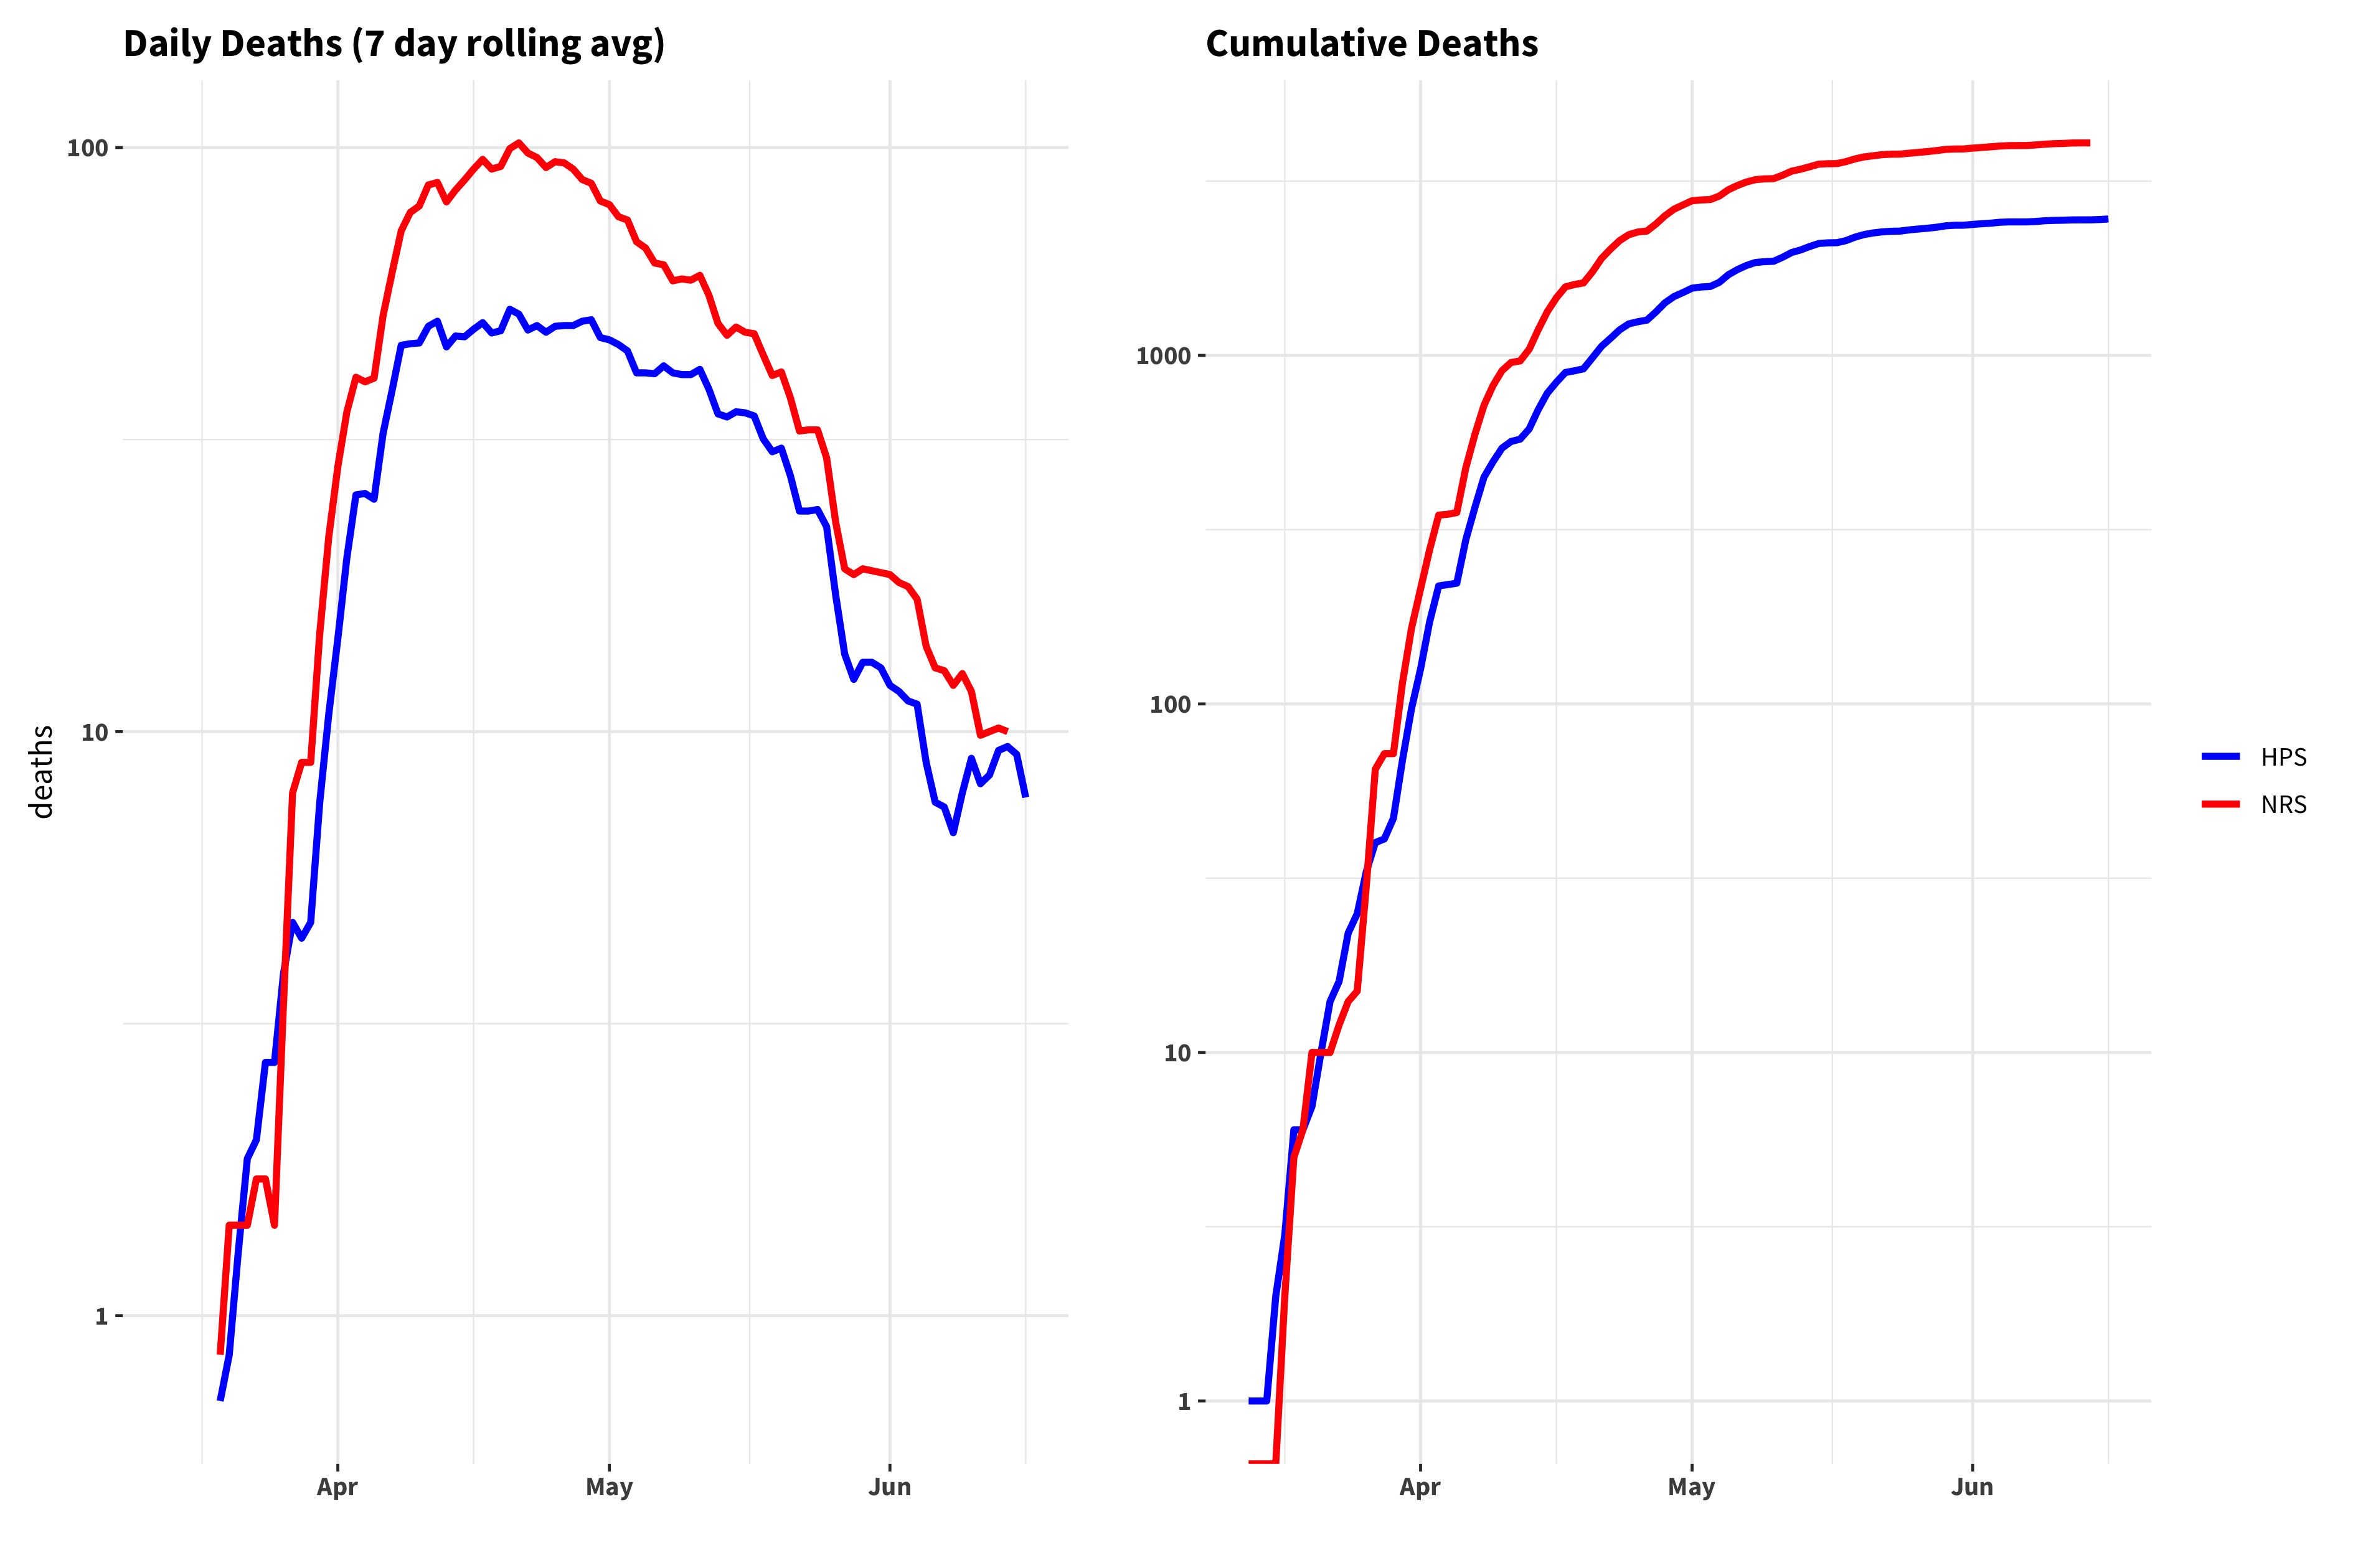 Daily Deaths (7 day rolling avg)
deaths
100
10
1
Apr May Jun
Cumulative Deaths
1000
100
10
1
Apr May Jun
HPS
NRS